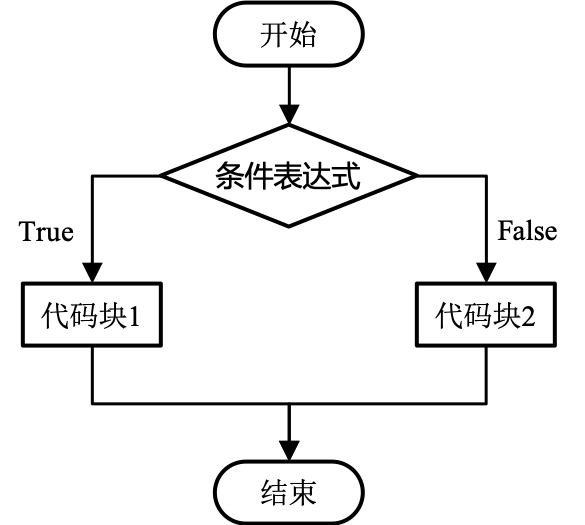 开始
条件表达式
True
False
代码块1
代码块2
结束